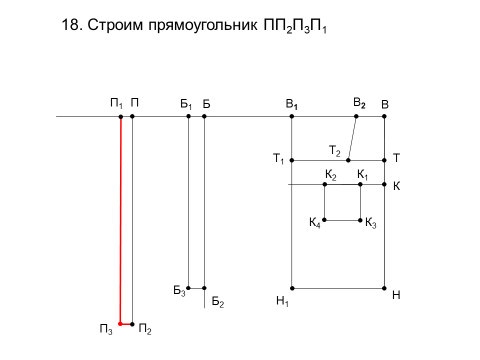 18. Строим прямоугольник ПП₂П₃П₁
П₁ П Б₁ Б В₁ В₂ В
Т₁ Т₂ Т
К₂ К₁ К
К₄ К₃
Б₃ Б₂ Н₁ Н
П₃ П₂